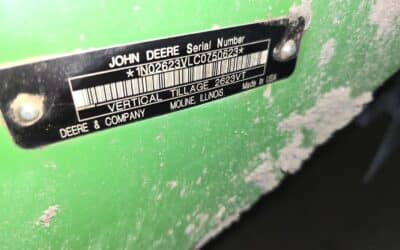 JOHN DEERE Serial Number
*1N02623VLC0750623*
VERTICAL TILLAGE 2623VT
DEERE & COMPANY MOLINE, ILLINOIS Made in USA